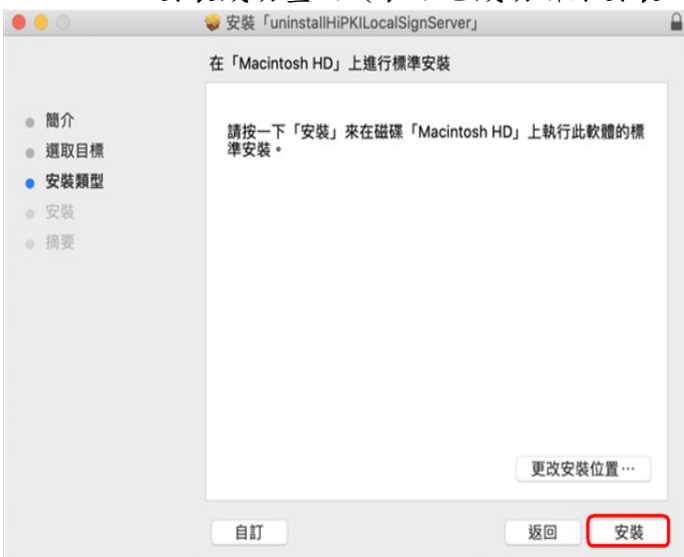 安裝「uninstallHiPKILocalSignServer」
在「Macintosh HD」上進行標準安裝
簡介
選取目標
安裝類型
安裝
摘要
請按一下「安裝」來在磁碟「Macintosh HD」上執行此軟體的標
準安裝。
更改安裝位置…
自訂
返回
安裝